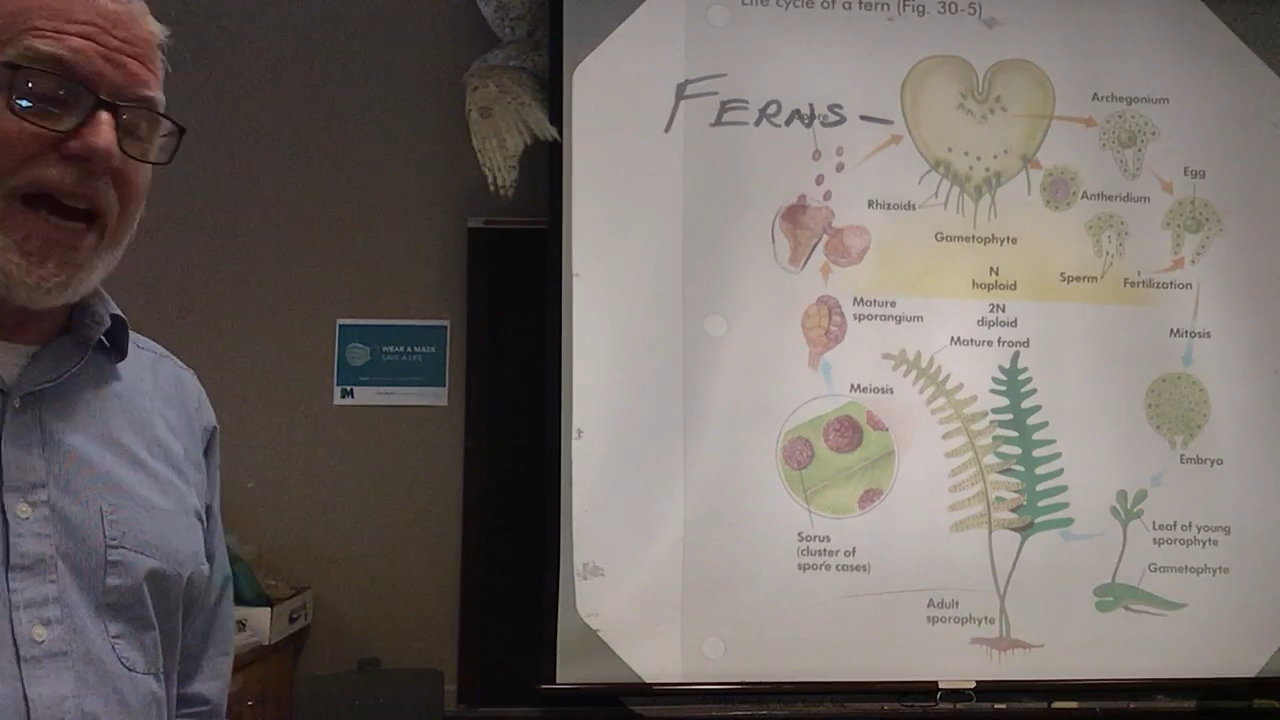 Life cycle of a fern (Fig. 30-5)
FERNS –
Spore
Archegonium
Egg
Rhizoids
Antheridium
Gametophyte
N
haploid
Sperm
Fertilization
2N
diploid
Mature
sporangium
Mitosis
Mature frond
Meiosis
Embryo
Sorus
(cluster of
spore cases)
Leaf of young
sporophyte
Gametophyte
Adult
sporophyte
WEAR A MASK
SAVE A LIFE
M